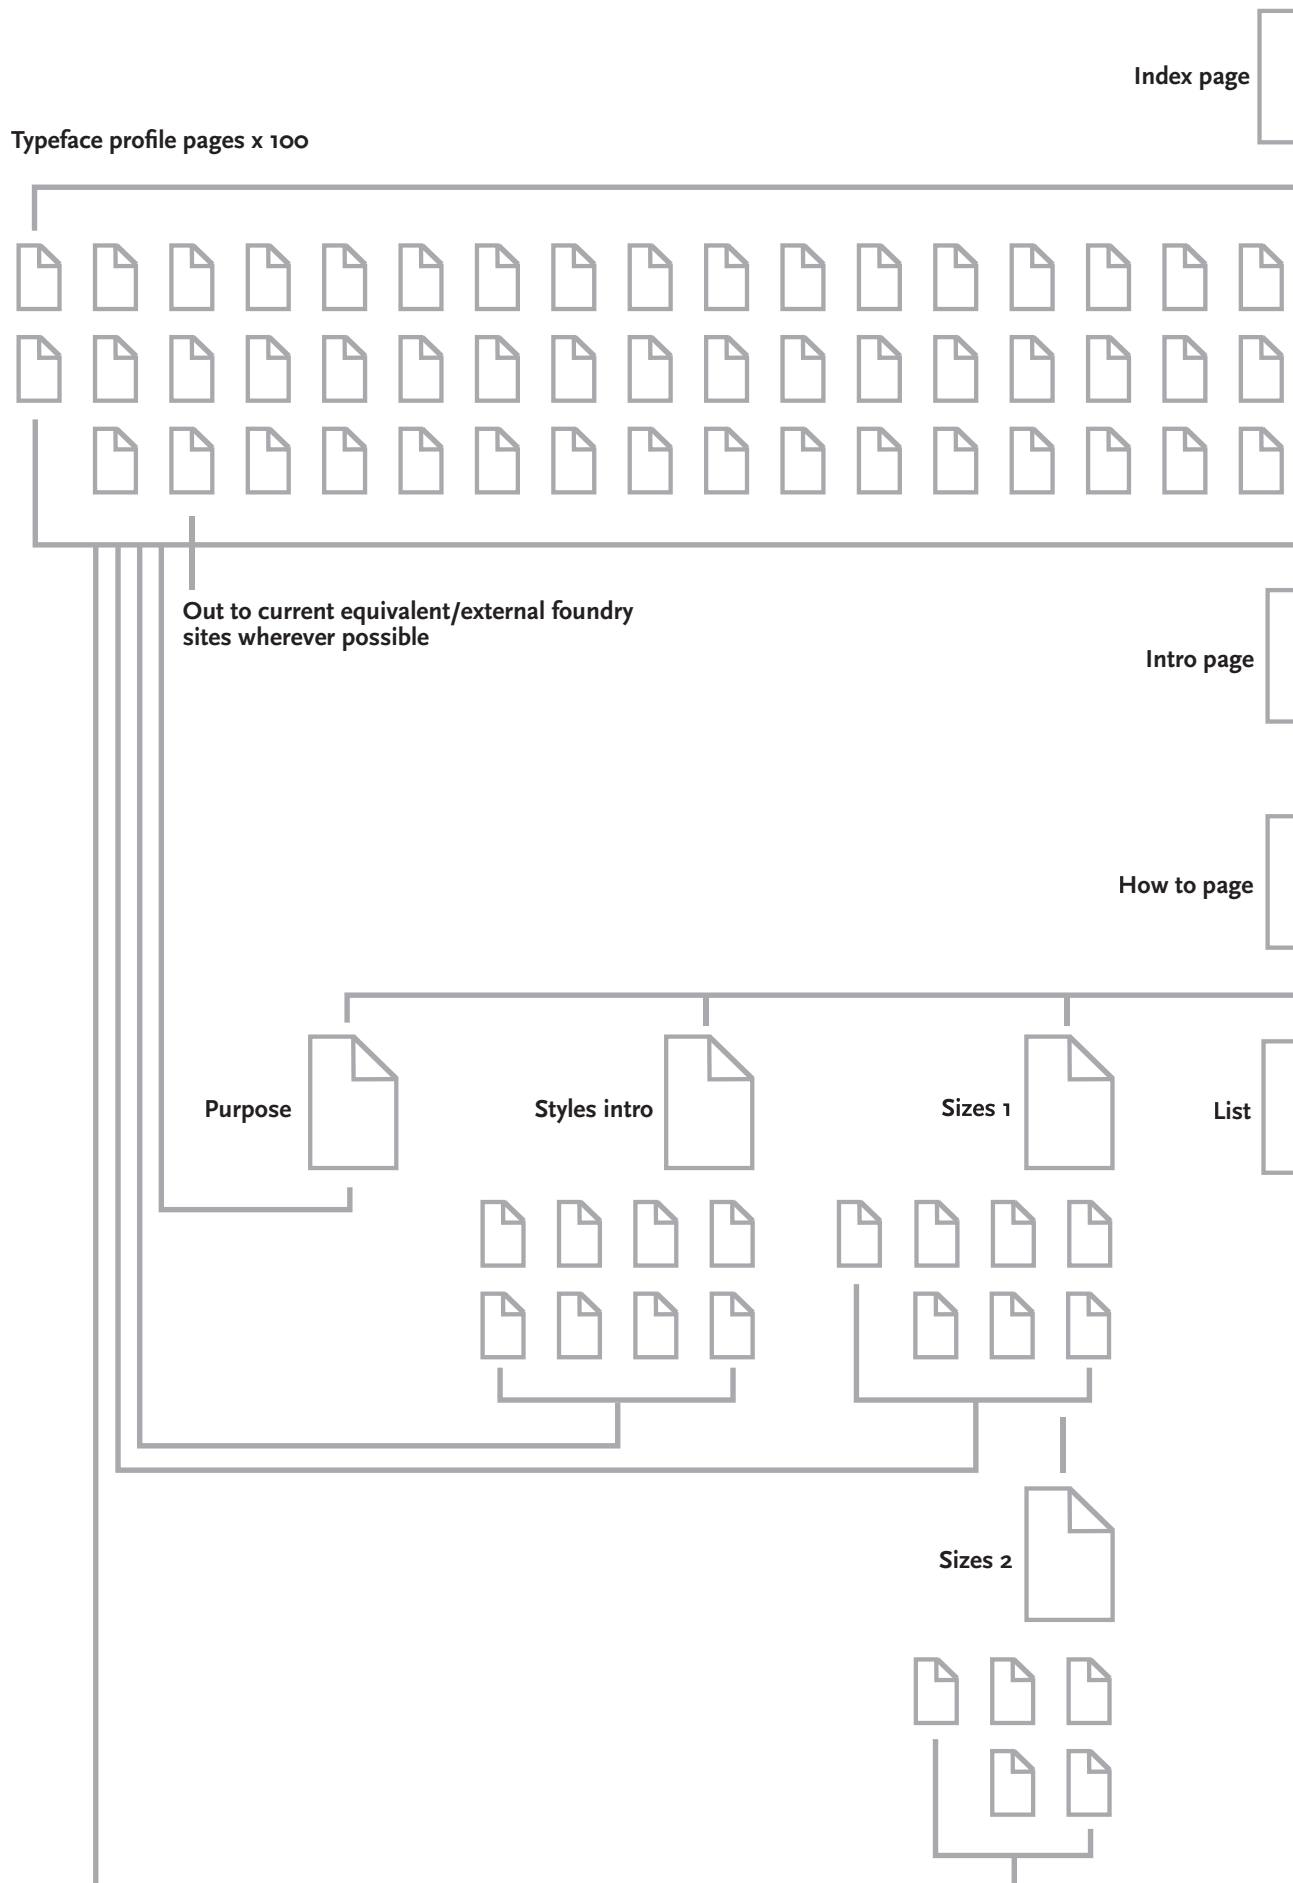 Index page
Typeface profile pages x 100
Out to current equivalent/external foundry
sites wherever possible
Intro page
How to page
Purpose
Styles intro
Sizes 1
List
Sizes 2